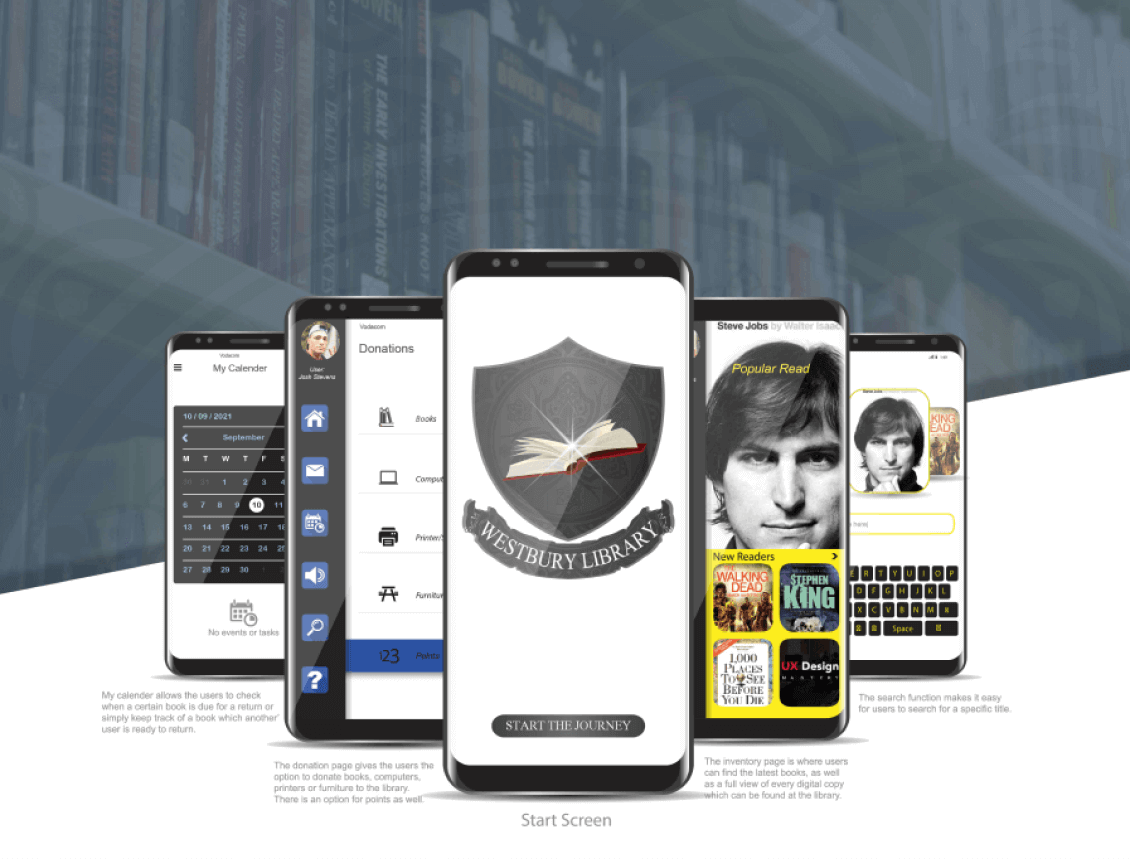 THE EARLY INVESTIGATIONS
BOWEN
Vodacom
My Calender
10 / 09 / 2021
September
M T W T F S
30 31 1 2 3 4
6 7 8 9 10 11
13 14 15 16 17 18
20 21 22 23 24 25
27 28 29 30 1
No events or tasks
My calender allows the users to check
when a certain book is due for a return or
simply keep track of a book which another'
user is ready to return.
User:
Josh Stevens
Vodacom
Donations
Books
Comput
Printer/
Furnitur
123 Points
The donation page gives the users the
option to donate books, computers,
printers or furniture to the library.
There is an option for points as well.
WESTBURY LIBRARY
START THE JOURNEY
Start Screen
Steve Jobs by Walter Isaac
Popular Read
New Readers
THE
WALKING
DEAD
STEPHEN
KING
1,000
PLACES
TO SEE
BEFORE
YOU DIE
UX Design
MASTERY
The inventory page is where users
can find the latest books, as well
as a full view of every digital copy
which can be found at the library.
Steve Jobs
KING
EAD
here|
E R T Y U I O P
D F G H J K L
X C V B N M
Space
The search function makes it easy
for users to search for a specific title.